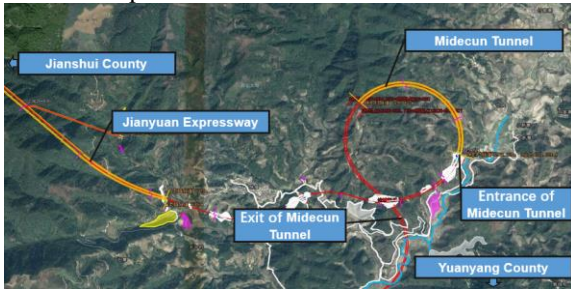 Midecun Tunnel
Jianshui County
Jianyuan Expressway
Entrance of
Midecun Tunnel
Exit of Midecun
Tunnel
Yuanyang County